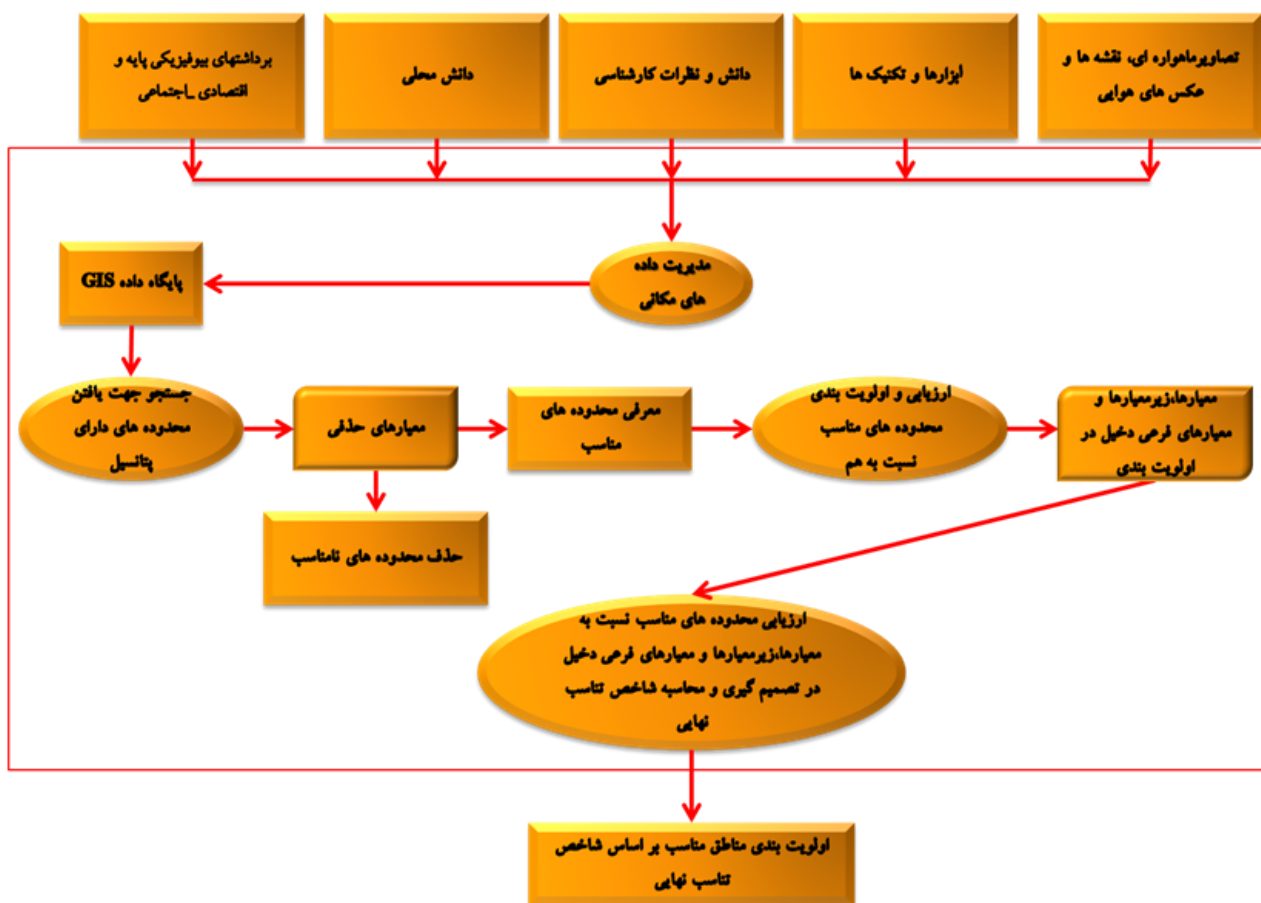 تصاویرماهواره ای، نقشه ها و
عکس های هوایی
أبزارها و تکنیک ها
دانش و نظرات کارشناسی
دانش محلی
برداشتهای بیوفیزیکی پایه و
اقتصادی _اجتماعی
مدیریت داده
های مکانی
پایگاه داده GIS
جستجو جهت یافتن
محدوده های دارای
پتانسیل
معیارهای حذفی
حذف محدوده های نامناسب
معرفی محدوده های
مناسب
ارزیابی و اولویت بندی
محدوده های مناسب
نسبت به هم
معیارها،زیرمعیارها و
معیارهای فرعی دخیل در
اولویت بندی
ارزیابی محدوده های مناسب نسبت به
معیارها،زیرمعیارها و معیارهای فرعی دخیل
در تصمیم گیری و محاسبه شاخص تناسب
نهایی
اولویت بندی مناطق مناسب بر اساس شاخص
تناسب نهایی